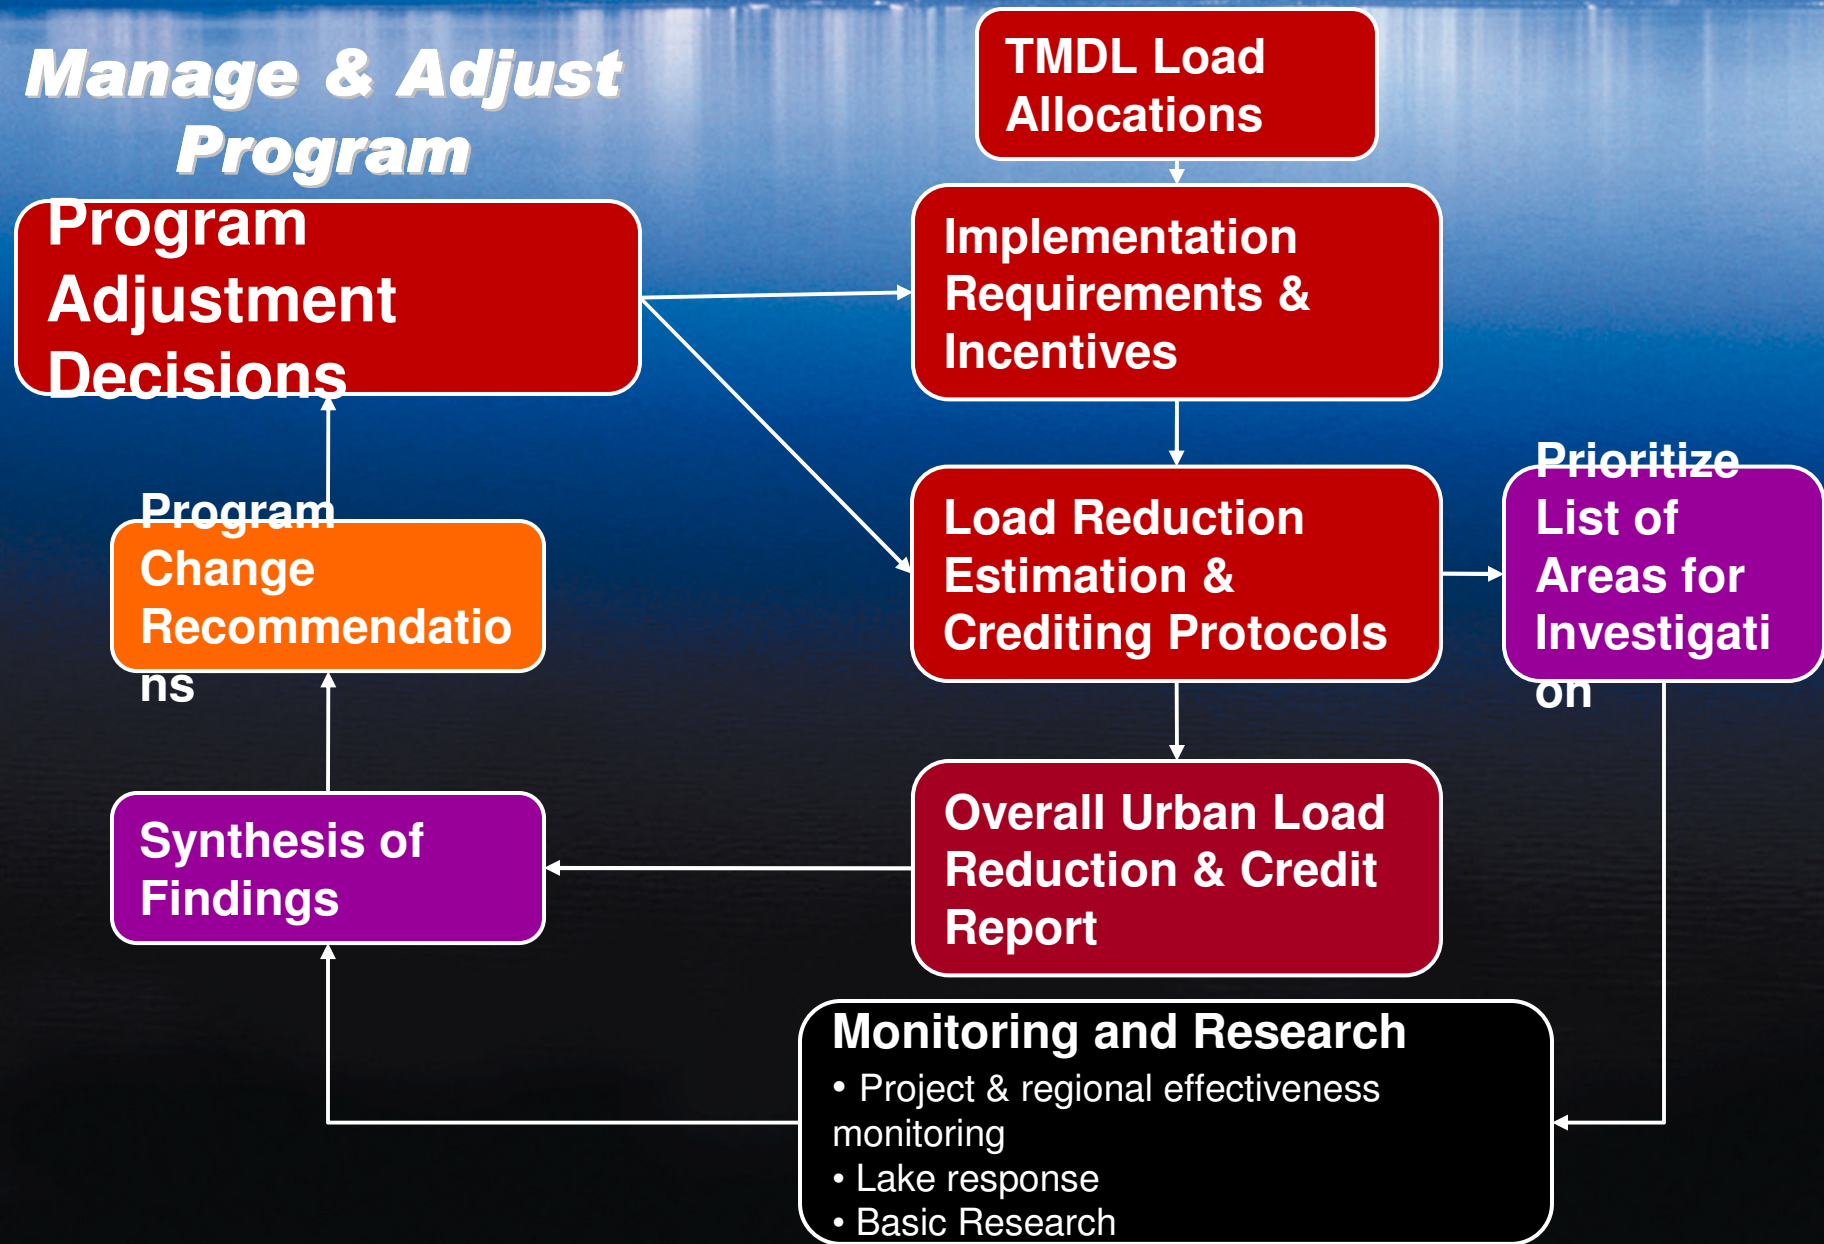 Manage & Adjust
Program
TMDL Load
Allocations
Program
Adjustment
Decisions
Implementation
Requirements &
Incentives
Program
Change
Recommendatio
ns
Load Reduction
Estimation &
Crediting Protocols
Prioritize
List of
Areas for
Investigati
on
Synthesis of
Findings
Overall Urban Load
Reduction & Credit
Report
Monitoring and Research
• Project & regional effectiveness
monitoring
• Lake response
• Basic Research